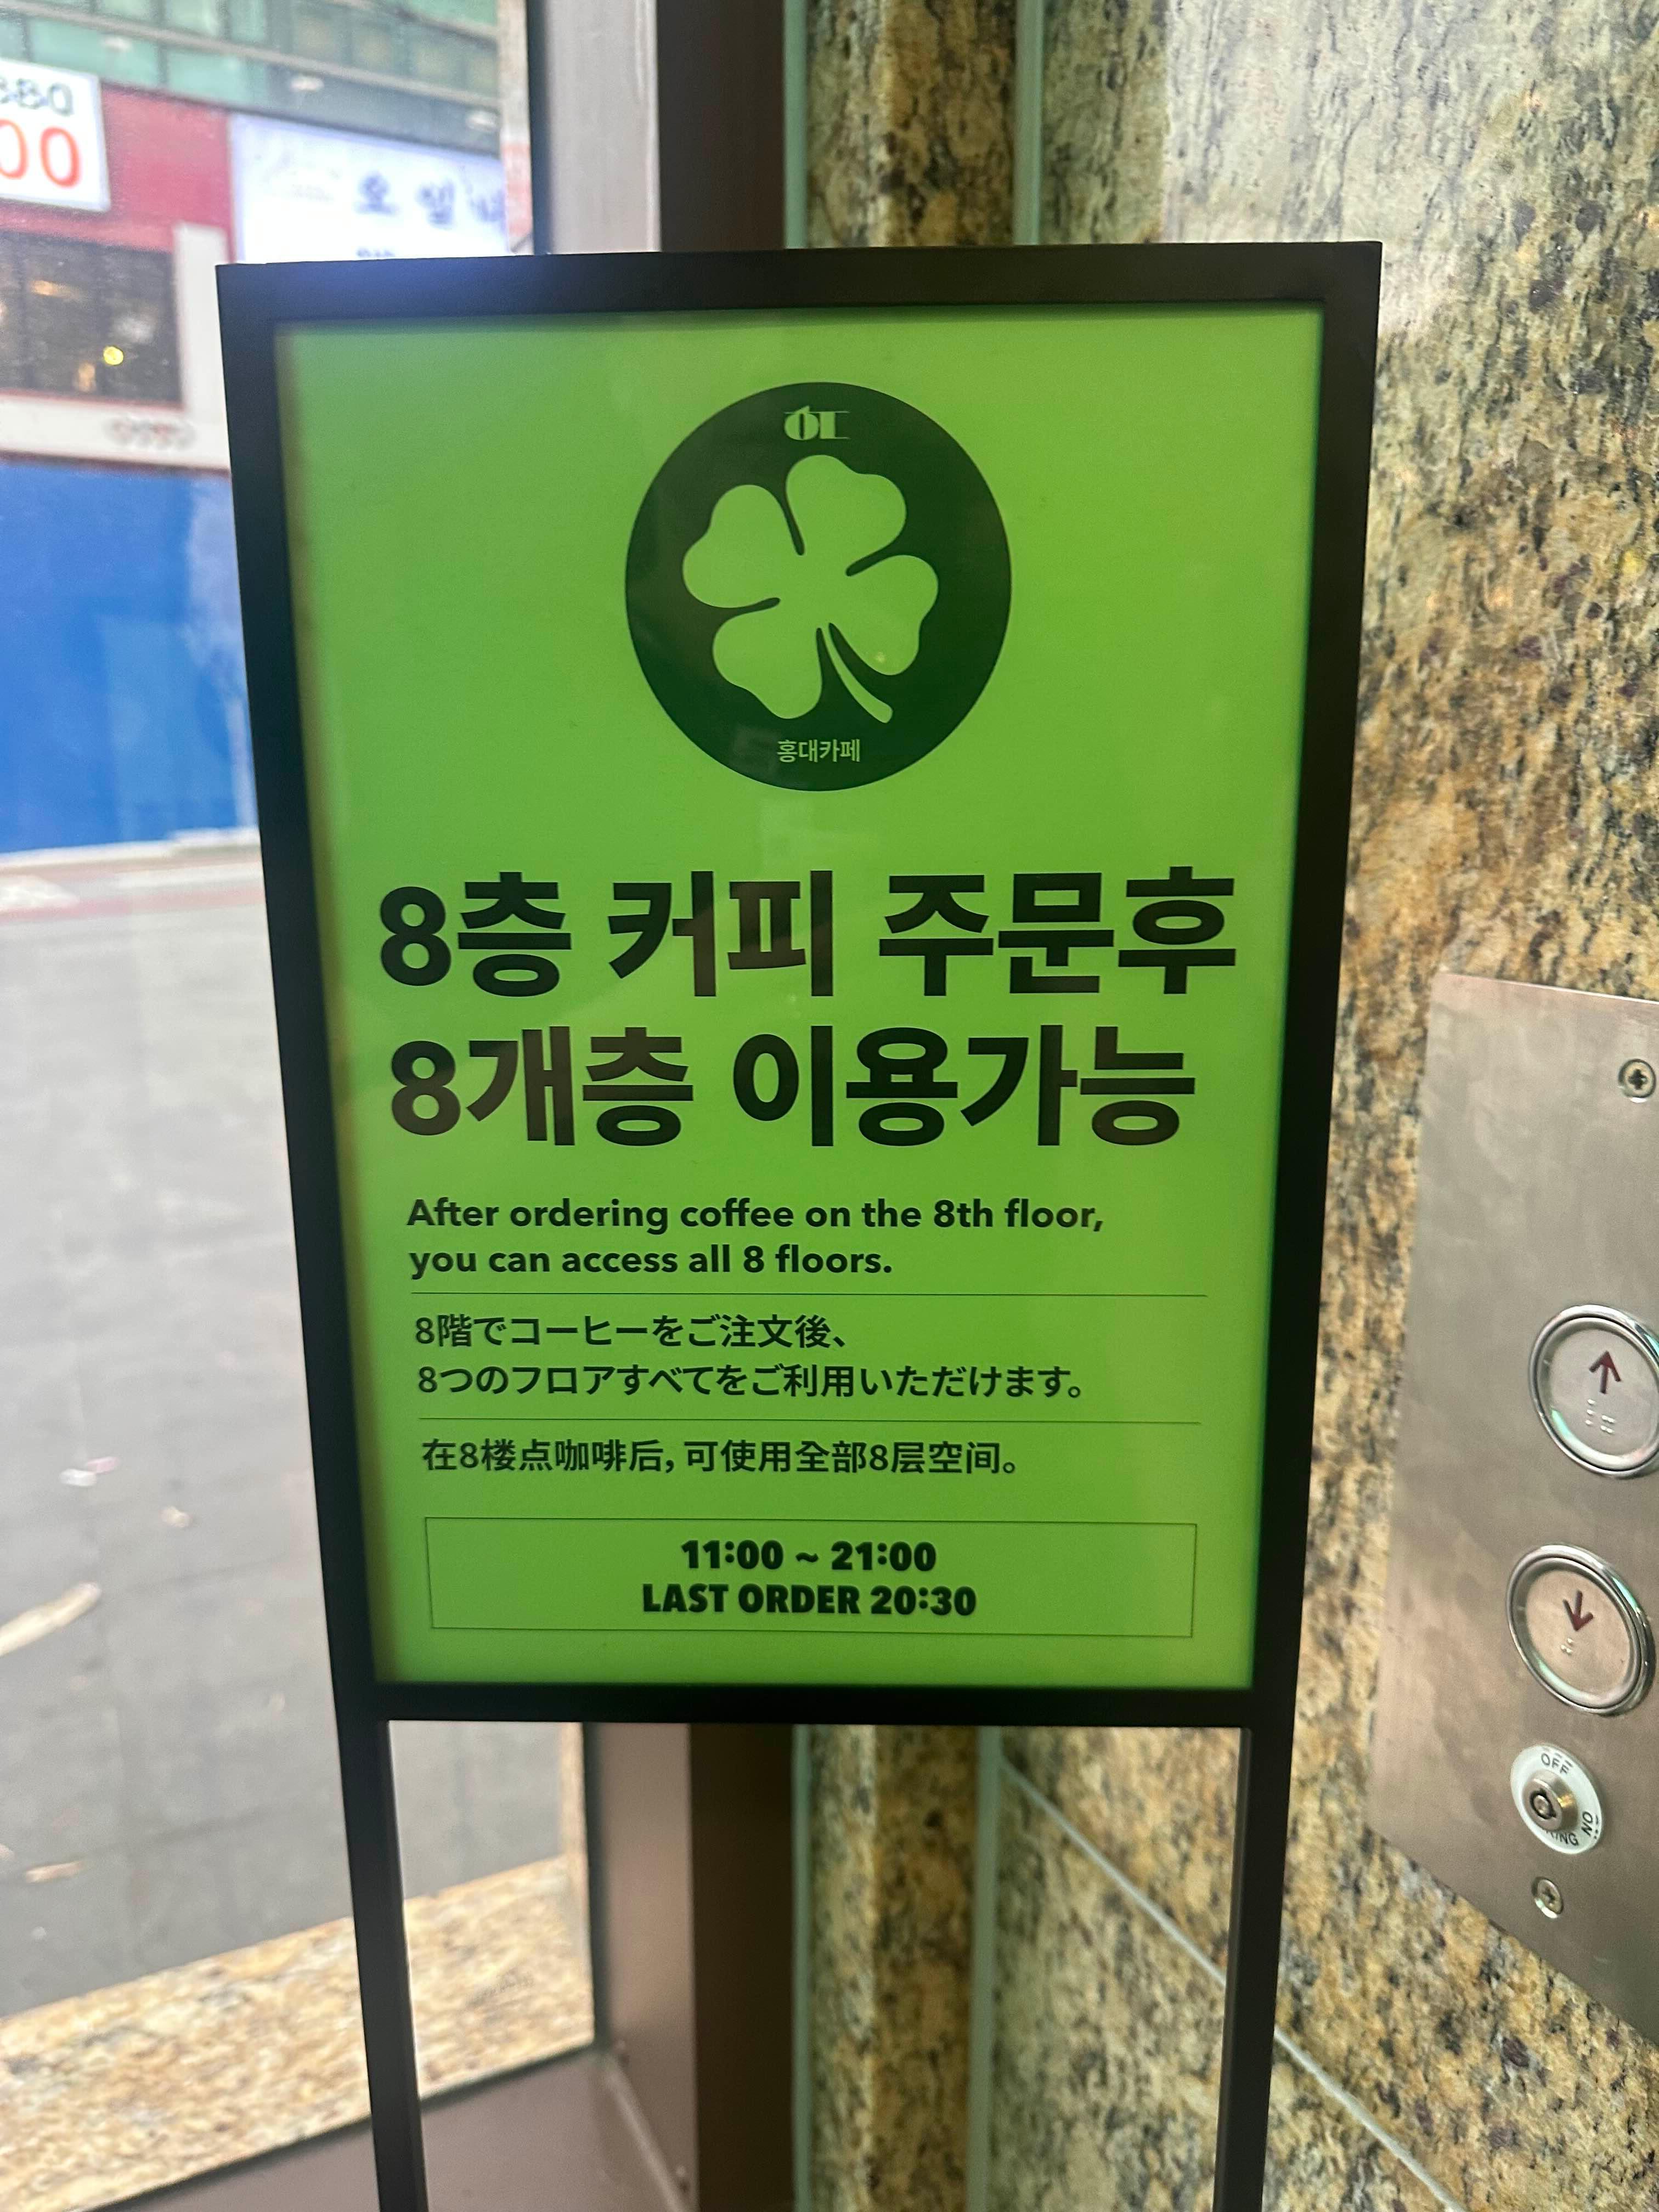 00
홍대카페
8층 커피 주문후
8개층 이용가능
After ordering coffee on the 8th floor,
you can access all 8 floors.
8階でコーヒーをご注文後、
8つのフロアすべてをご利用いただけます。
在8楼点咖啡后，可使用全部8层空间。
11:00 ~ 21:00
LAST ORDER 20:30
OFF
ON